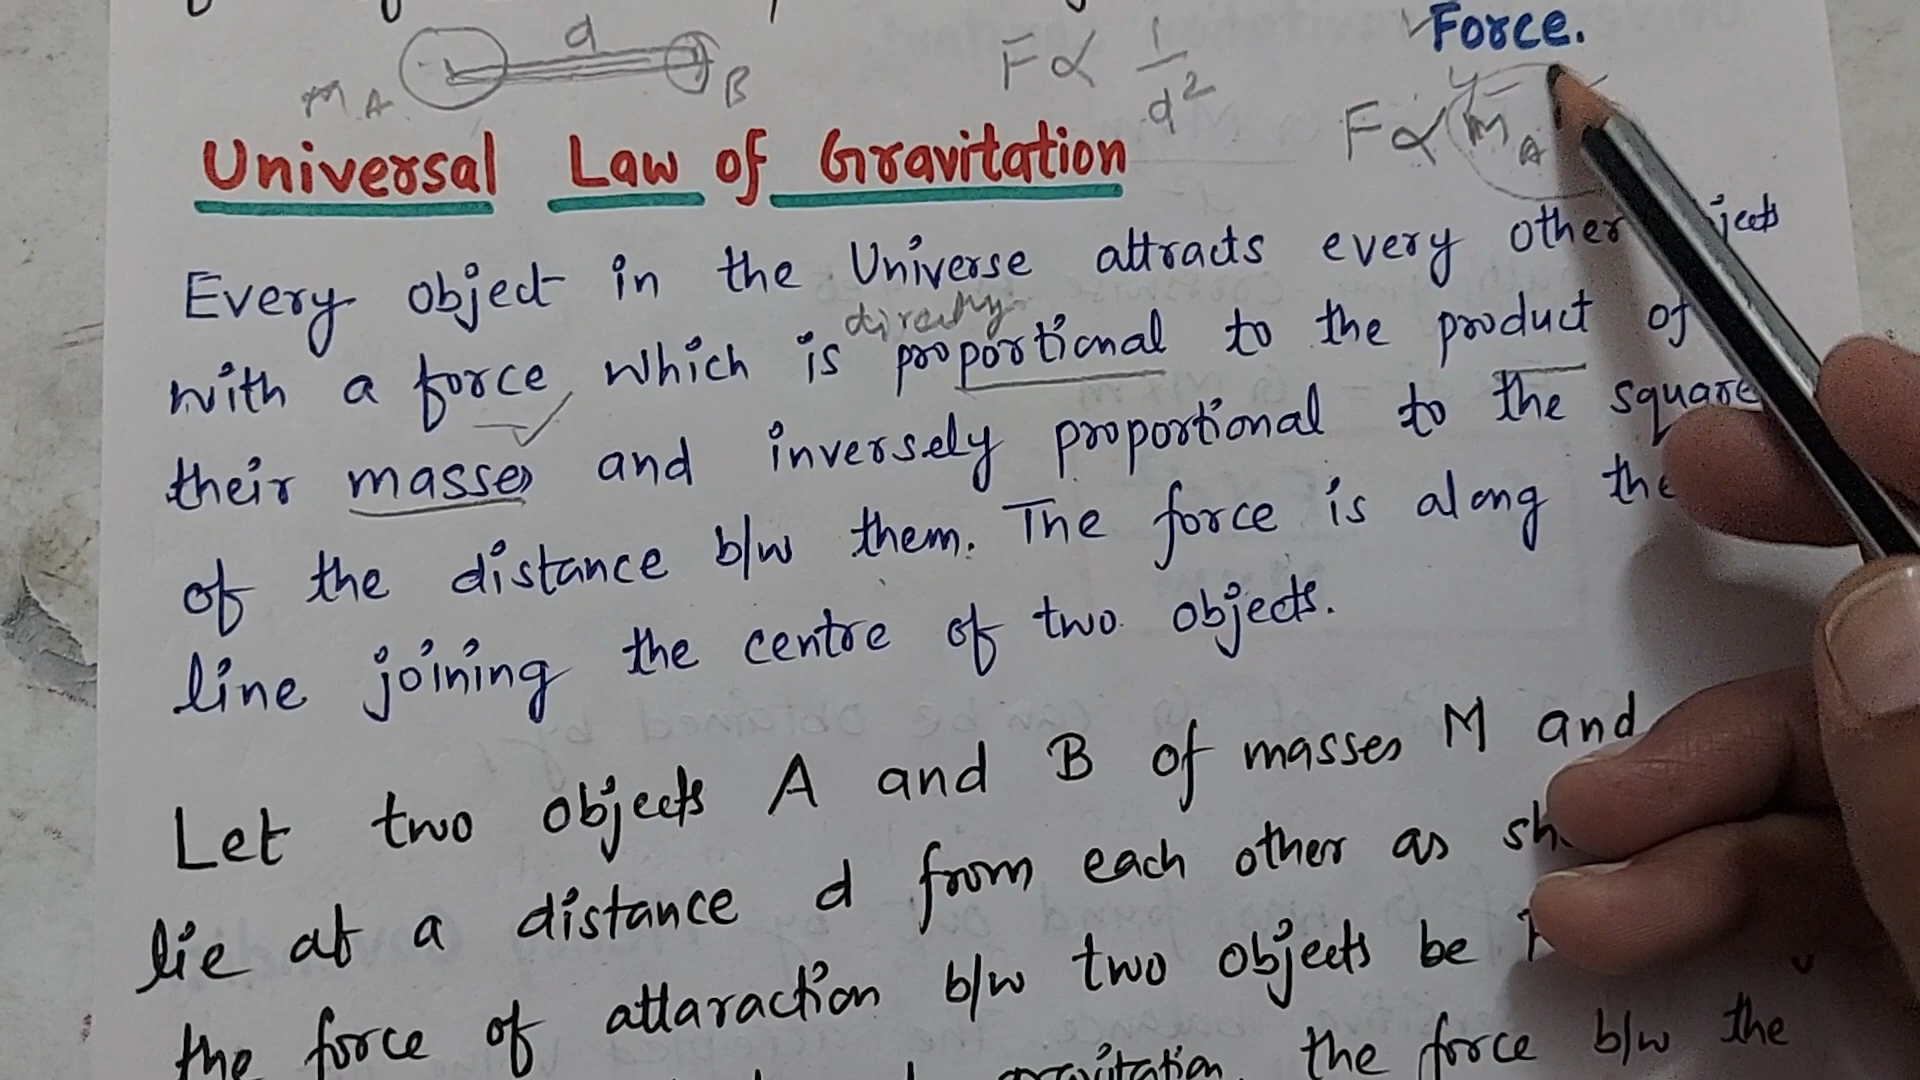 Force.
d
M A B
F ∝ 1/d²
F ∝ M A
Universal Law of Gravitation
Every object in the Universe attracts every other
directly
with a force, which is proportional to the product of
their masses and inversely proportional to the square
of the distance b/w them. The force is along the
line joining the centre of two objects.
Let two objects A and B of masses M and
lie at a distance d from each other as
the force of attaraction b/w two objects be
gravitation, the force b/w the